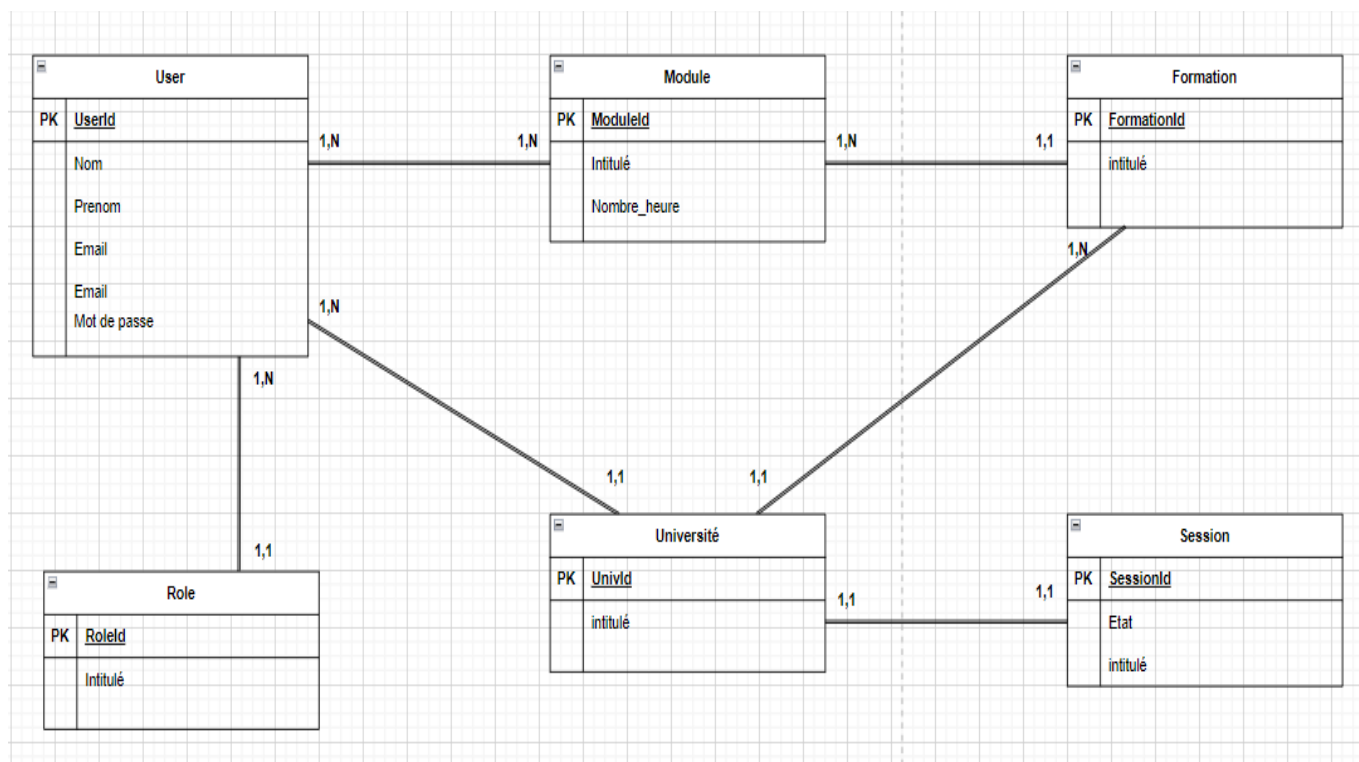 User
PK UserId
Nom
Prenom
Email
Email
Mot de passe
1,N
1,N
Module
PK ModuleId
Intitulé
Nombre_heure
1,N
1,1
Formation
PK FormationId
intitulé
1,N
1,N
1,N
1,1
1,1
1,1
Role
PK RoleId
Intitulé
Université
PK UnivId
intitulé
1,1
1,1
Session
PK SessionId
Etat
intitulé